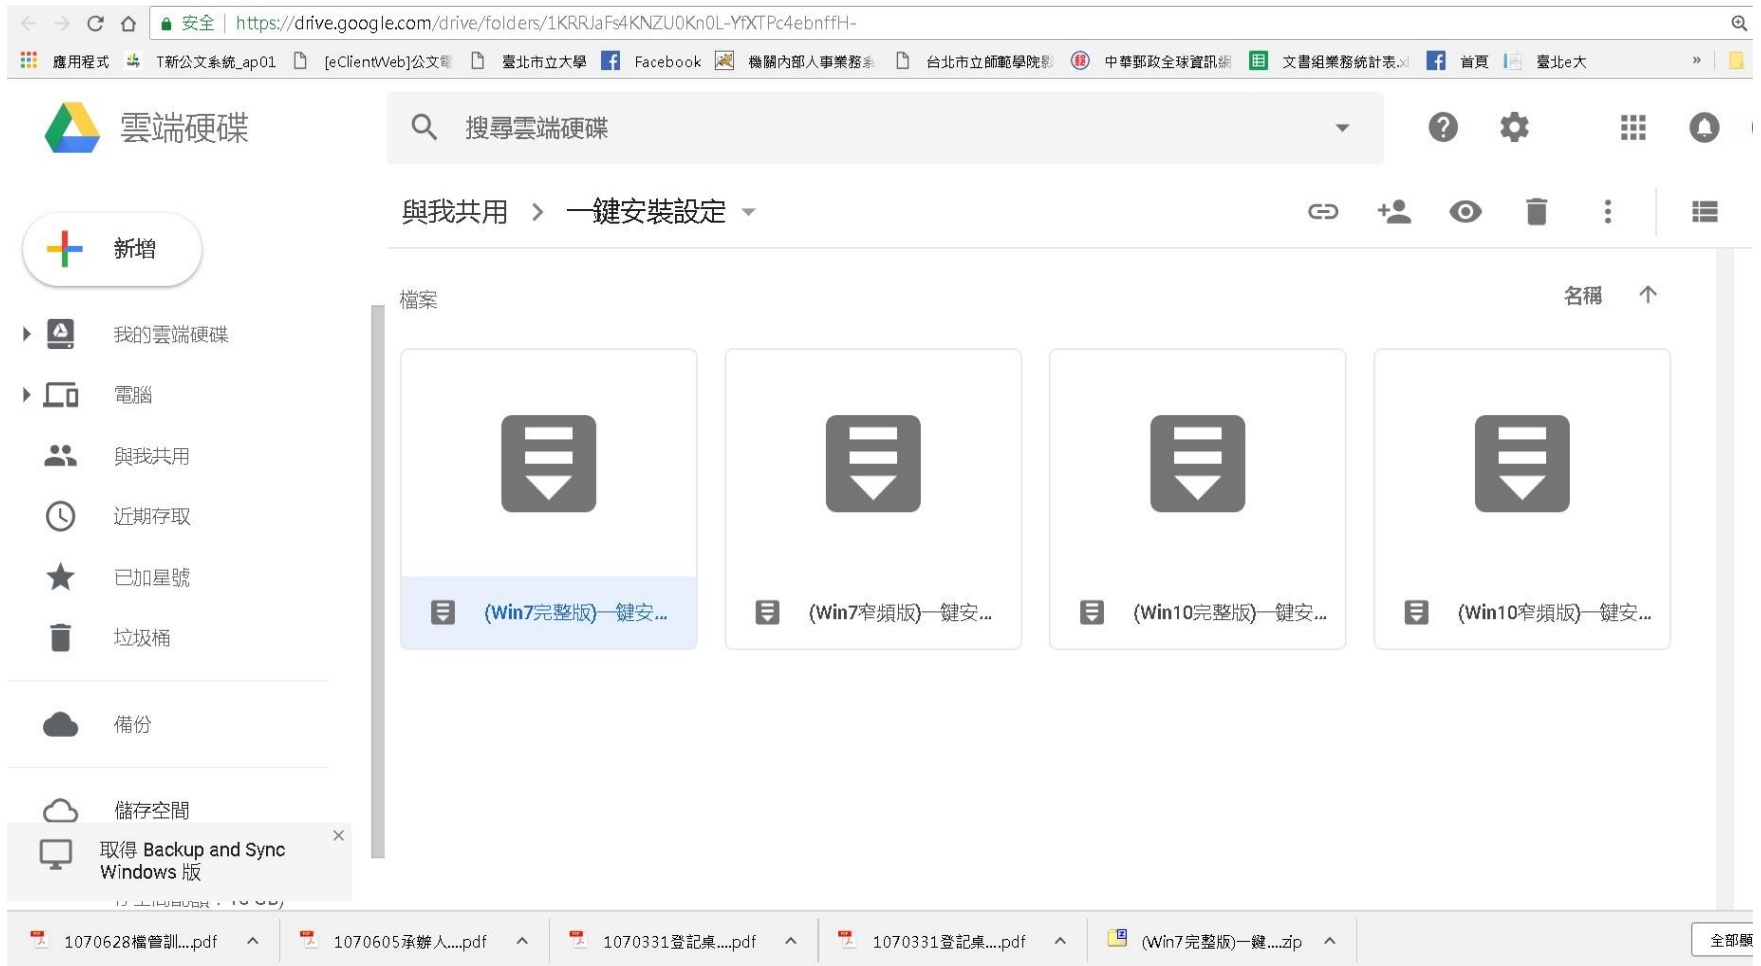 安全 | https://drive.google.com/drive/folders/1KRRJaFs4KNZU0Kn0L-YfXTPc4ebnffH-
應用程式 T新公文系統_ap01 [eClientWeb]公文電 臺北市立大學 Facebook 機關內部人事業務系 台北市立師範學院影 中華郵政全球資訊網 文書組業務統計表.x 首頁 臺北e大 »
雲端硬碟
搜尋雲端硬碟
與我共用 > 一鍵安裝設定
新增
檔案
名稱
我的雲端硬碟
電腦
與我共用
近期存取
已加星號
垃圾桶
備份
儲存空間
(Win7完整版)一鍵安...
(Win7窄頻版)一鍵安...
(Win10完整版)一鍵安...
(Win10窄頻版)一鍵安...
取得 Backup and Sync
Windows 版
1070628檔管訓....pdf
1070605承辦人....pdf
1070331登記桌....pdf
1070331登記桌....pdf
(Win7完整版)一鍵....zip
全部顯